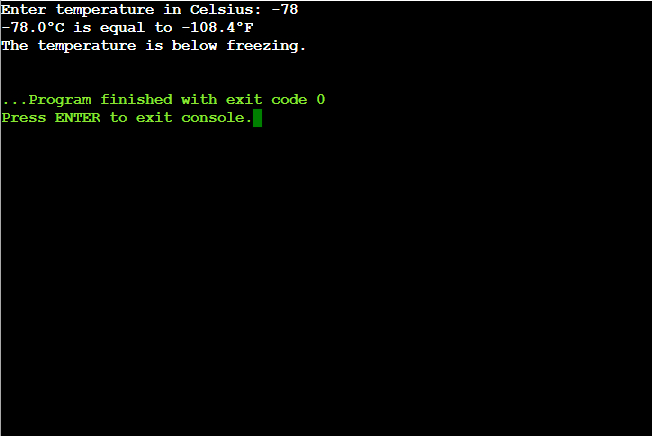 Enter temperature in Celsius: -78
-78.0°C is equal to -108.4°F
The temperature is below freezing.
...Program finished with exit code 0
Press ENTER to exit console.